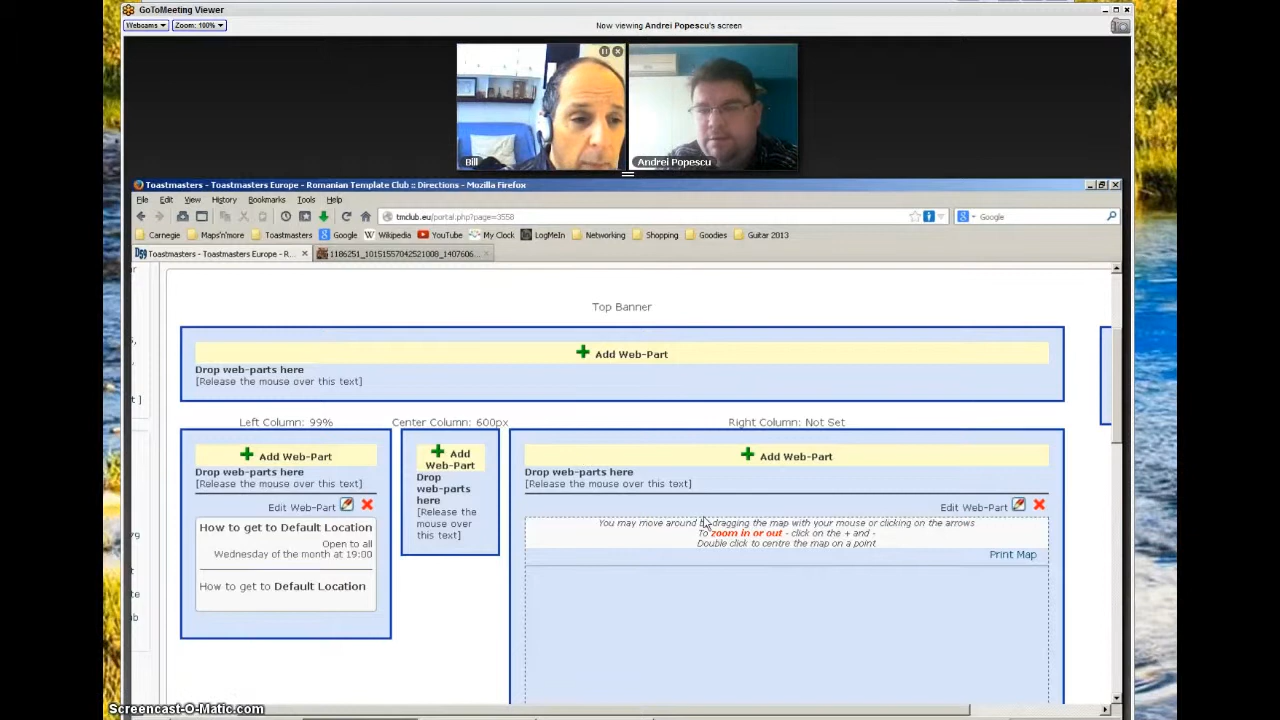 GoToMeeting Viewer
Webcams Zoom: 100% Now viewing Andrei Popescu's screen
Bill Andrei Popescu
Toastmasters - Toastmasters Europe - Romanian Template Club :: Directions - Mozilla Firefox
File Edit View History Bookmarks Tools Help
tmclub.eu/portal.php?page=3558 Google
Carnegie Maps'n'more Toastmasters Google Wikipedia YouTube My Clock LogMeIn Networking Shopping Goodies Guitar 2013
Toastmasters - Toastmasters Europe - R... 1186251_10151557042521008_1407606...
Top Banner
Add Web-Part
Drop web-parts here
[Release the mouse over this text]
Left Column: 99% Center Column: 600px Right Column: Not Set
Add Web-Part
Drop web-parts here
[Release the mouse over this text]
Edit Web-Part
How to get to Default Location
Open to all
Wednesday of the month at 19:00
How to get to Default Location
Add
Web-Part
Drop
web-parts
here
[Release the
mouse over
this text]
Add Web-Part
Drop web-parts here
[Release the mouse over this text]
Edit Web-Part
You may move around dragging the map with your mouse or clicking on the arrows
To zoom in or out - click on the + and -
Double click to centre the map on a point
Print Map
Screencast-O-Matic.com